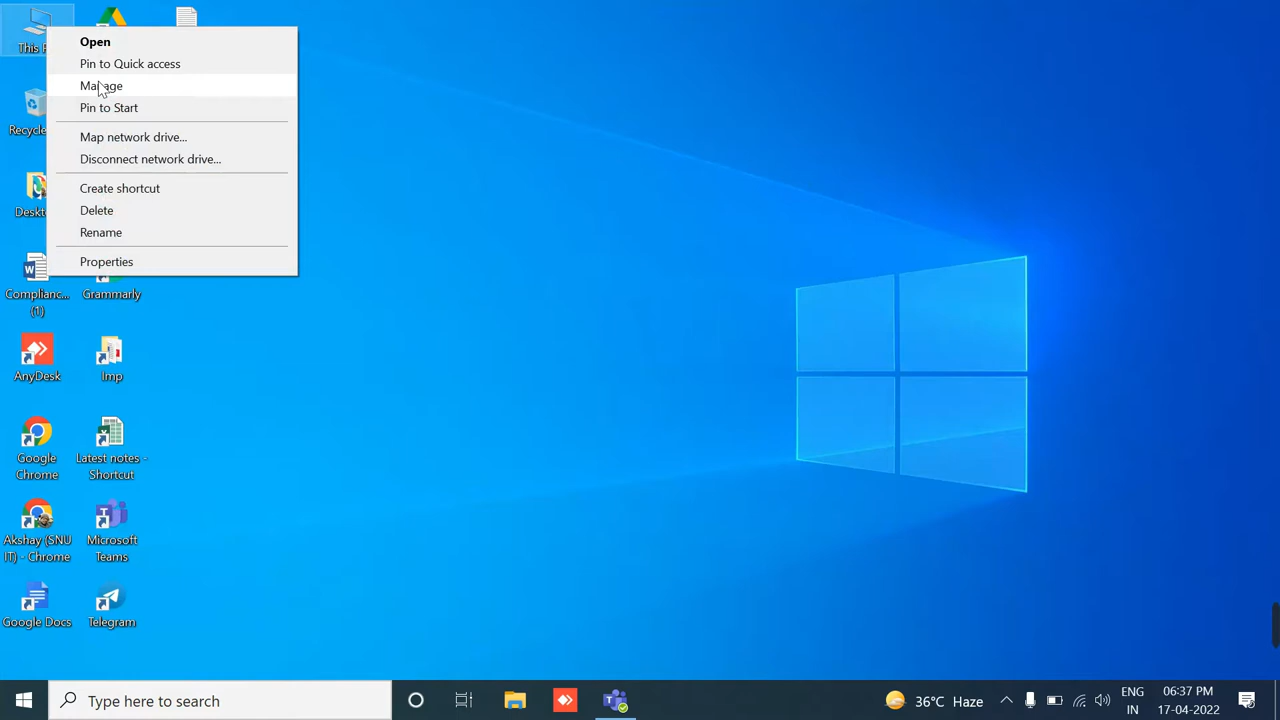 Open
Pin to Quick access
Manage
Pin to Start
Map network drive...
Disconnect network drive...
Create shortcut
Delete
Rename
Properties
This
Recycle
Deskt
Complianc...
(1)
Grammarly
AnyDesk
Imp
Google
Chrome
Latest notes -
Shortcut
Akshay (SNU
IT) - Chrome
Microsoft
Teams
Google Docs
Telegram
Type here to search
36°C Haze
ENG
IN
06:37 PM
17-04-2022